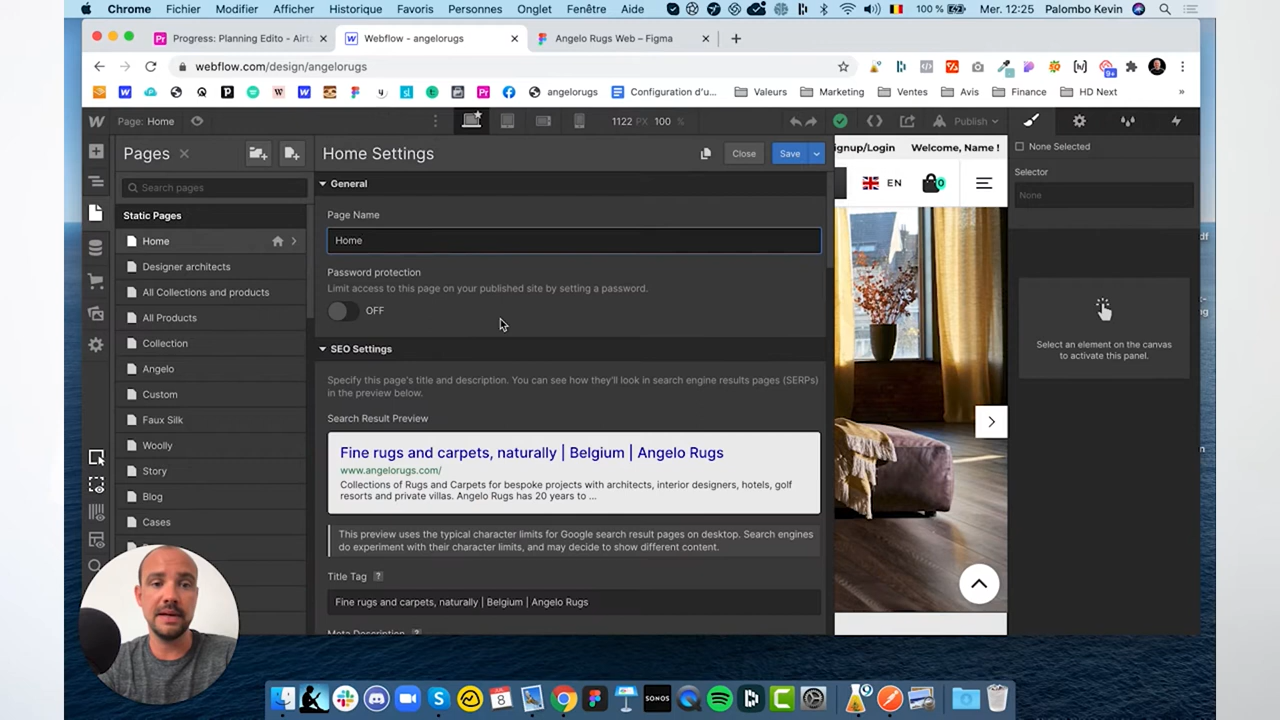 Chrome Fichier Modifier Afficher Historique Favoris Personnes Onglet Fenêtre Aide 100 % Mer. 12:25 Palombo Kevin
Progress: Planning Edito - Airta
Webflow - angelorugs
Angelo Rugs Web – Figma
webflow.com/design/angelorugs
angelorugs Configuration d'u... Valeurs Marketing Ventes Avis Finance HD Next »
Page: Home 1122 PX 100 % Publish
Pages
Home Settings Close Save
ignup/Login Welcome, Name !
None Selected
Search pages
General
EN 0
Selector
None
Static Pages
Page Name
Home
Home
Designer architects
Password protection
Limit access to this page on your published site by setting a password.
All Collections and products
OFF
All Products
Collection
SEO Settings
Select an element on the canvas
to activate this panel.
Angelo
Specify this page's title and description. You can see how they'll look in search engine results pages (SERPs)
in the preview below.
Custom
Search Result Preview
Faux Silk
Woolly
Fine rugs and carpets, naturally | Belgium | Angelo Rugs
www.angelorugs.com/
Story
Collections of Rugs and Carpets for bespoke projects with architects, interior designers, hotels, golf
resorts and private villas. Angelo Rugs has 20 years to ...
Blog
Cases
This preview uses the typical character limits for Google search result pages on desktop. Search engines
do experiment with their character limits, and may decide to show different content.
Title Tag ?
Fine rugs and carpets, naturally | Belgium | Angelo Rugs
Meta Description ?
SONOS